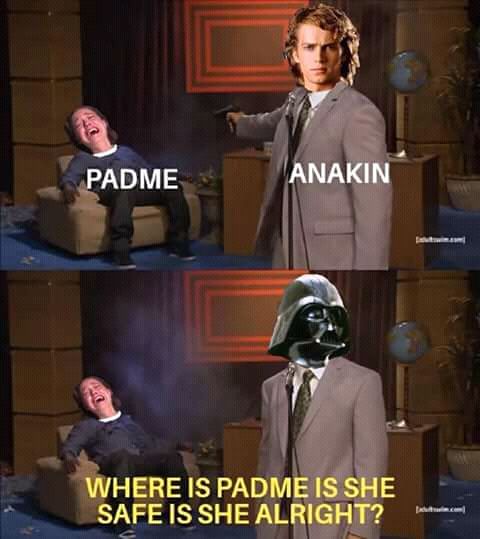 PADME
ANAKIN
[adultswim.com]
WHERE IS PADME IS SHE
SAFE IS SHE ALRIGHT?
[adultswim.com]